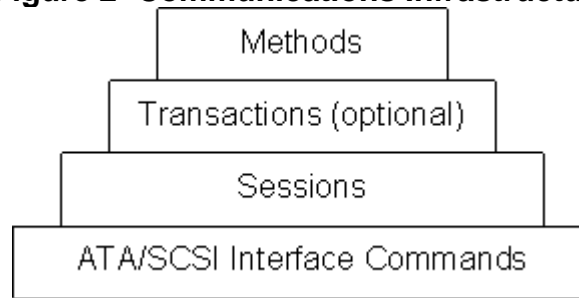 Methods
Transactions (optional)
Sessions
ATA/SCSI Interface Commands